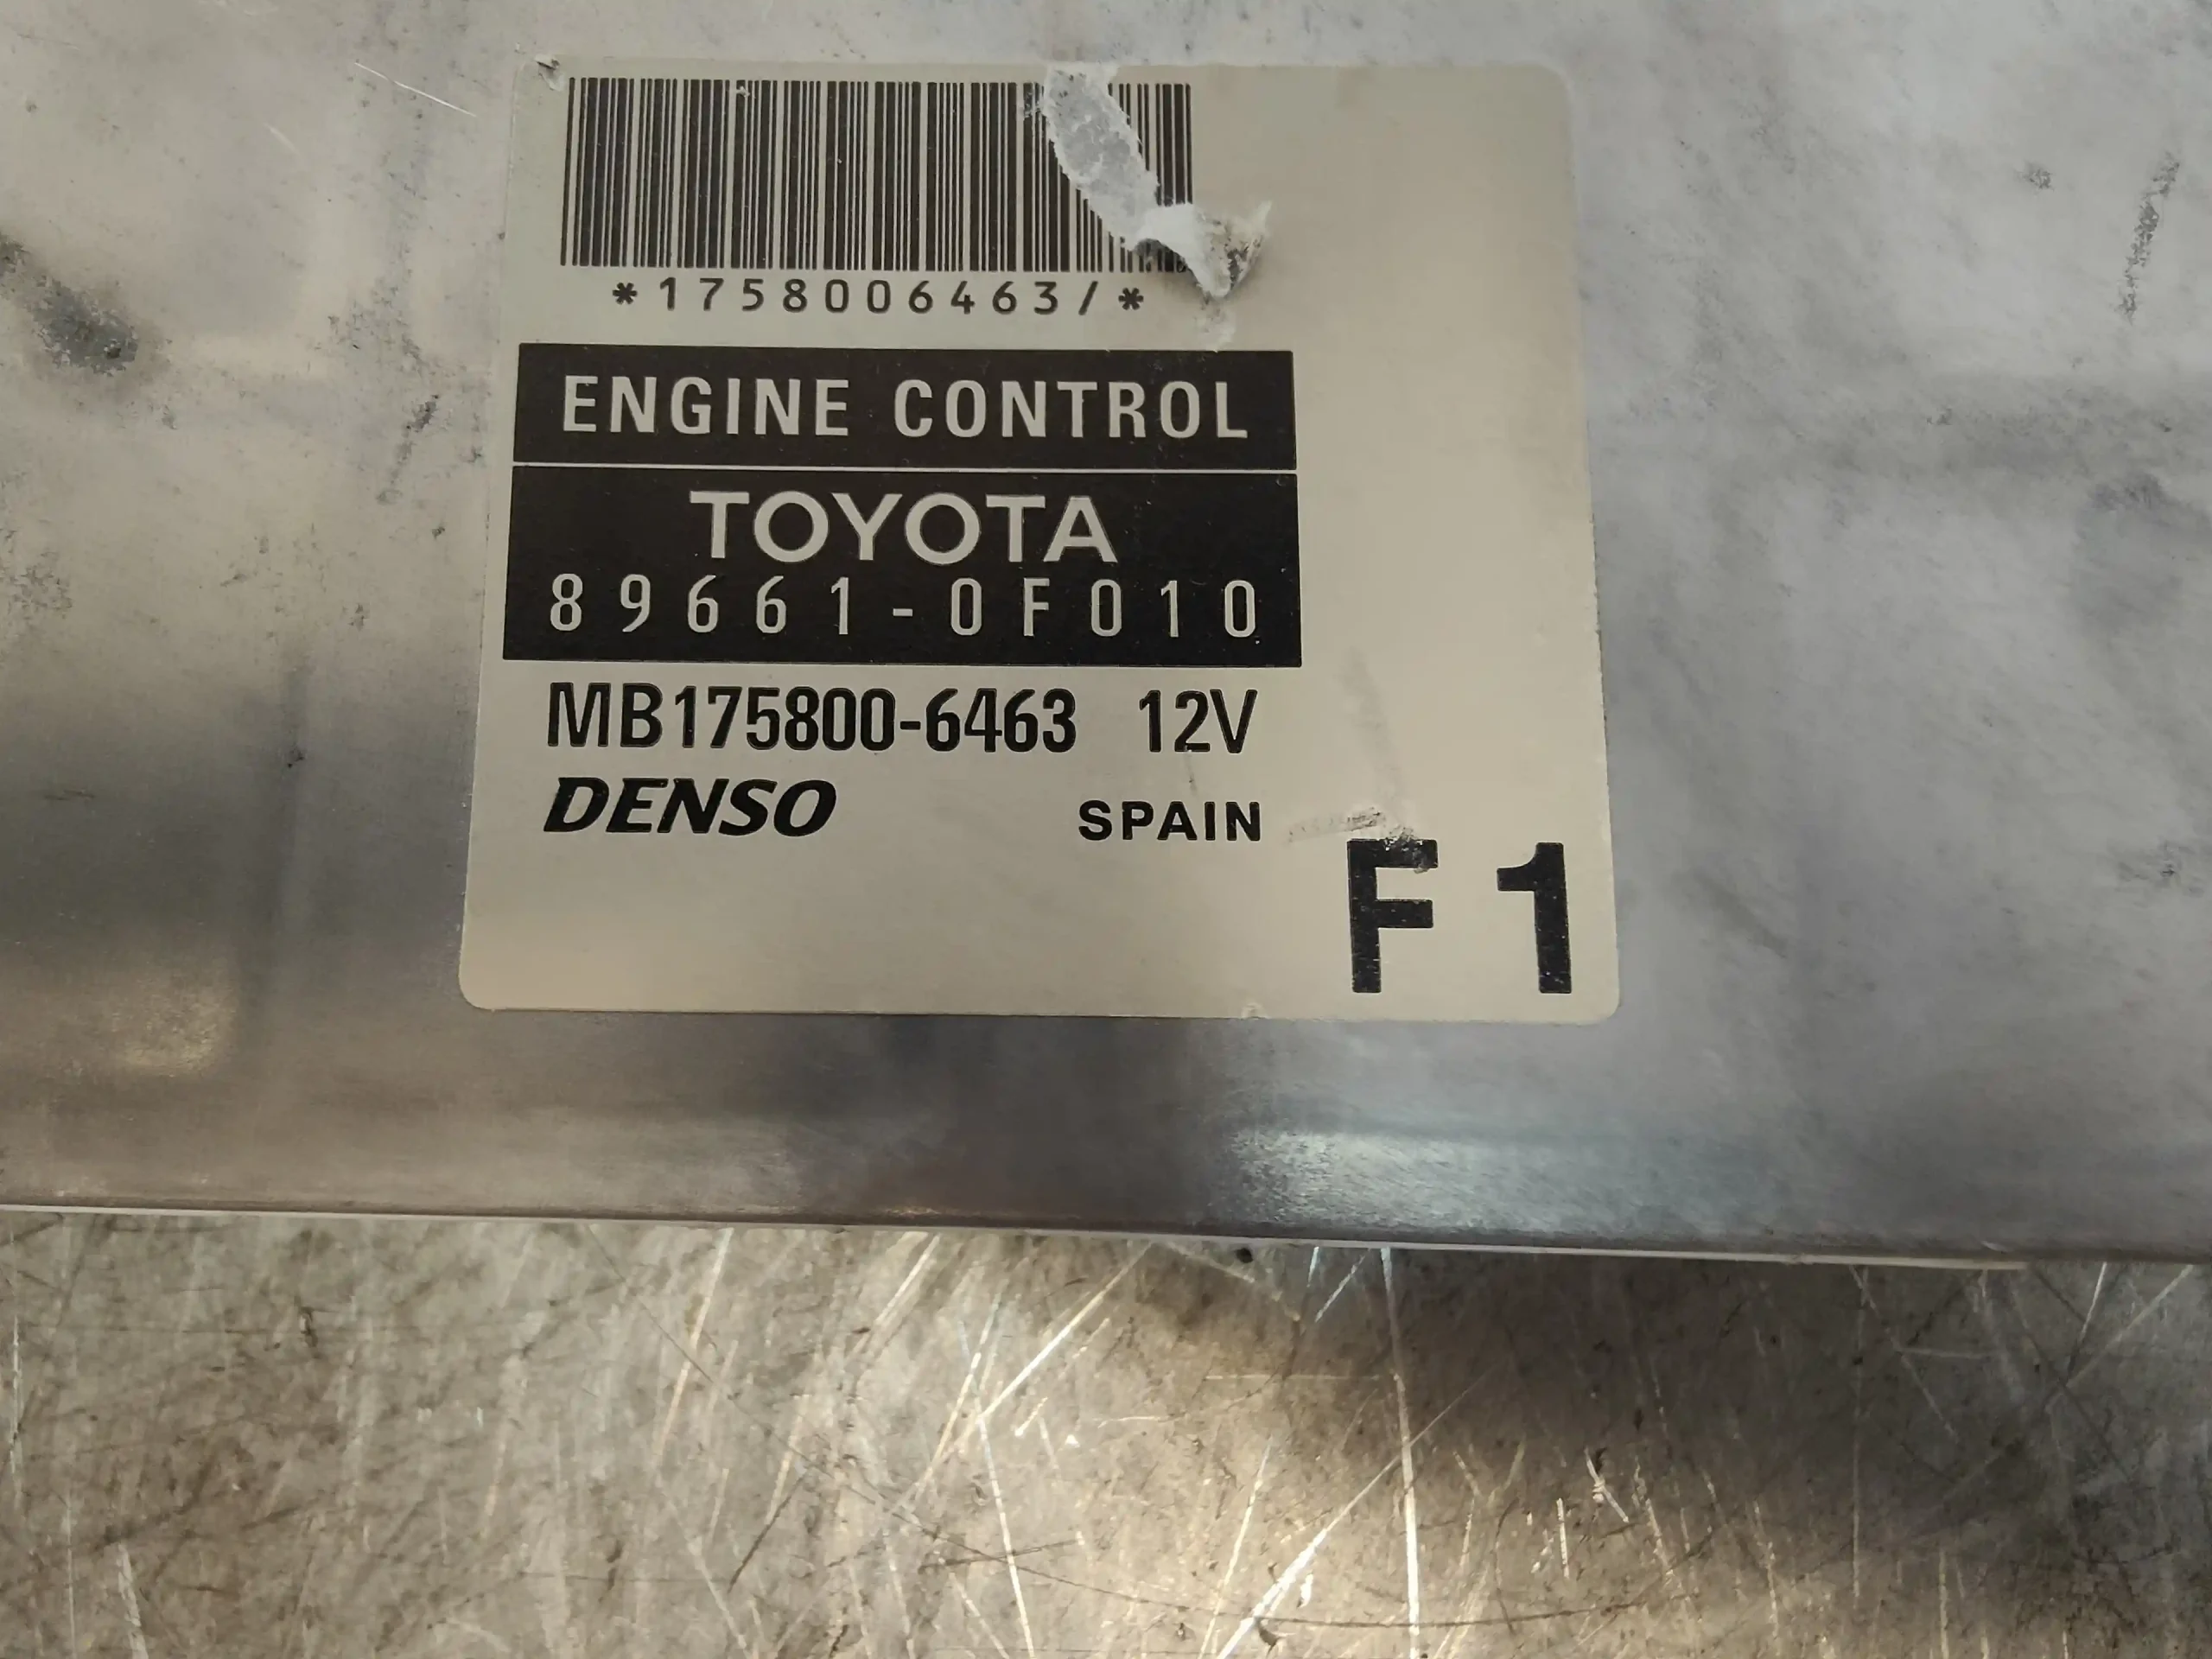 *1758006463/*
ENGINE CONTROL
TOYOTA
89661-0F010
MB175800-6463 12V
DENSO SPAIN
F1